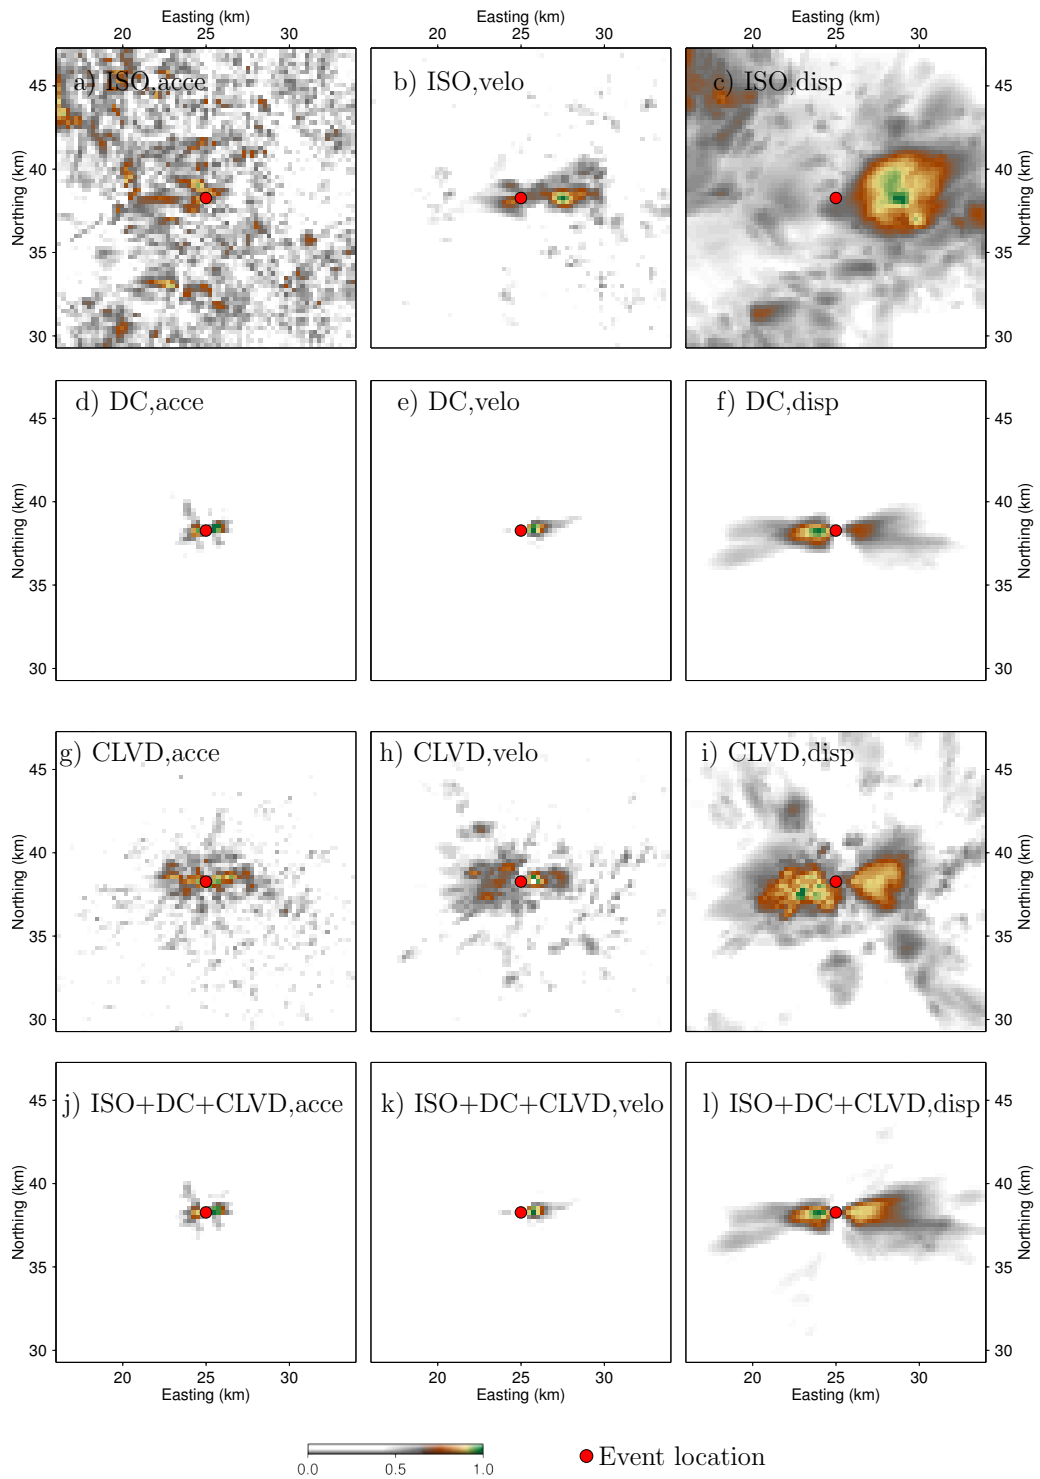 Easting (km)
Easting (km)
20 25 30
20 25 30
20 25 30
a) ISO,acce
b) ISO,velo
c) ISO,disp
Northing (km)
45
40
35
30
45
40
35
30
Northing (km)
d) DC,acce
e) DC,velo
f) DC,disp
Northing (km)
45
40
35
30
45
40
35
30
Northing (km)
g) CLVD,acce
h) CLVD,velo
i) CLVD,disp
Northing (km)
45
40
35
30
45
40
35
30
Northing (km)
j) ISO+DC+CLVD,acce
k) ISO+DC+CLVD,velo
l) ISO+DC+CLVD,disp
Northing (km)
45
40
35
30
45
40
35
30
Northing (km)
20 25 30
20 25 30
20 25 30
Easting (km)
Easting (km)
0.0 0.5 1.0
Event location